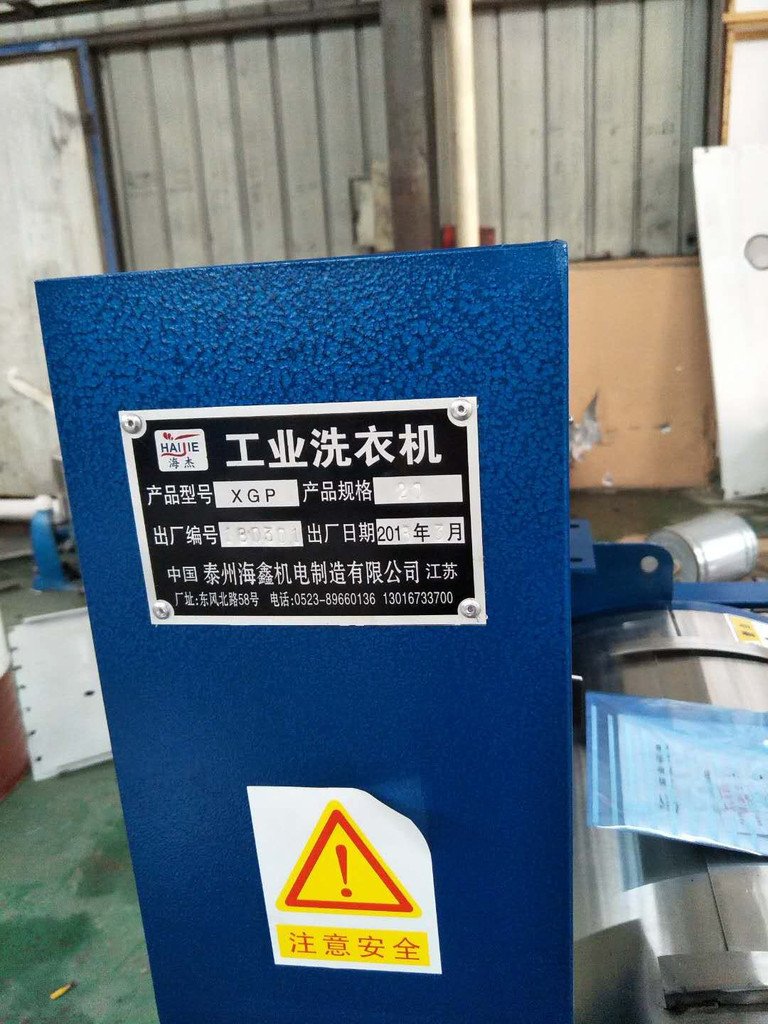 HAIJIE
海杰
工业洗衣机
产品型号 XGP 产品规格
出厂编号 出厂日期 201 年 月
中国 泰州海鑫机电制造有限公司 江苏
厂址:东风北路58号 电话:0523-89660136 13016733700
注意安全